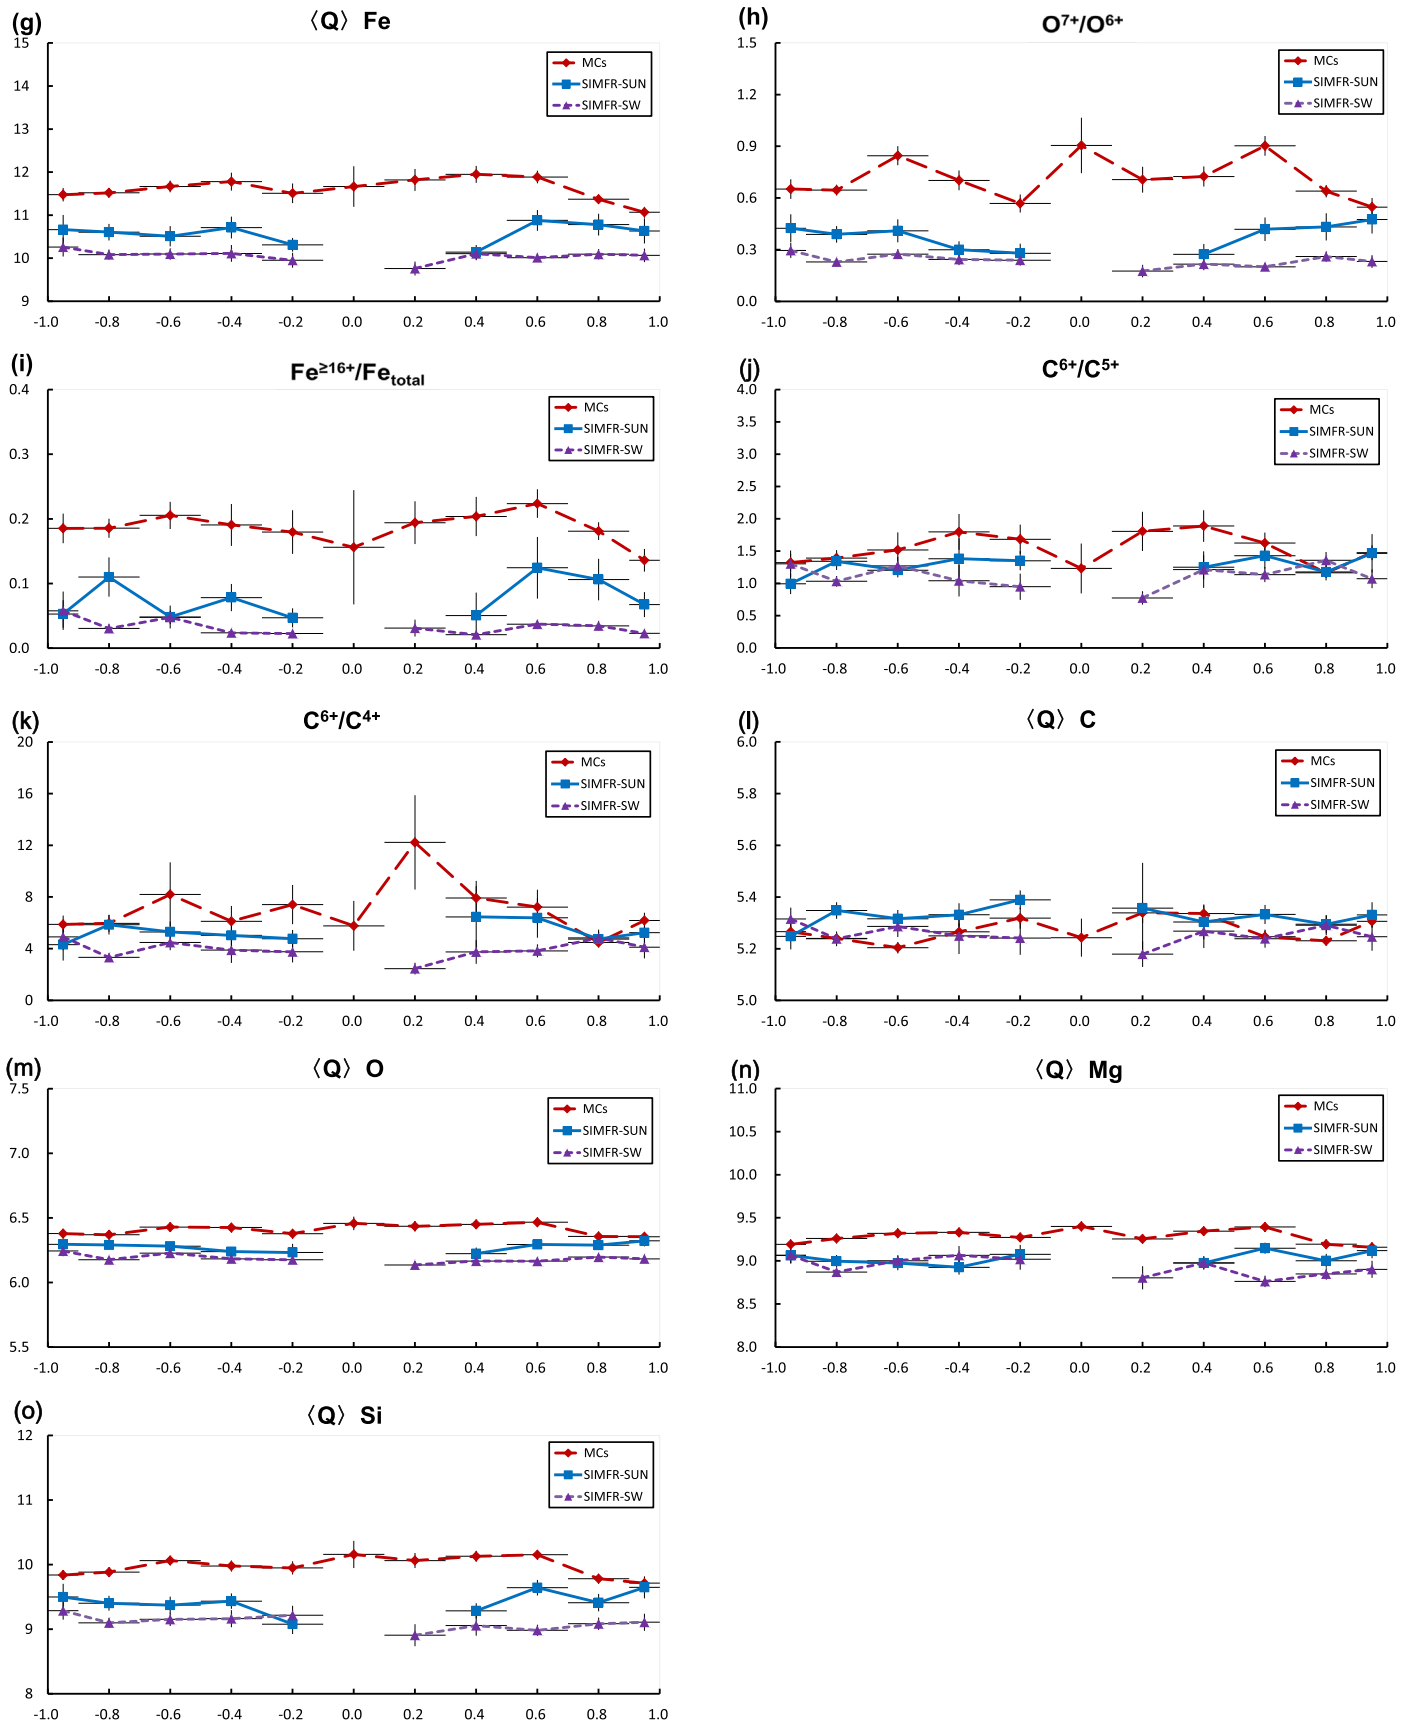 (g) 〈Q〉 Fe
15
14
13
12
11
10
9
-1.0 -0.8 -0.6 -0.4 -0.2 0.0 0.2 0.4 0.6 0.8 1.0
MCs
SIMFR-SUN
SIMFR-SW
(h) O⁷⁺/O⁶⁺
1.5
1.2
0.9
0.6
0.3
0.0
-1.0 -0.8 -0.6 -0.4 -0.2 0.0 0.2 0.4 0.6 0.8 1.0
MCs
SIMFR-SUN
SIMFR-SW
(i) Fe≥¹⁶⁺/Fetotal
0.4
0.3
0.2
0.1
0.0
-1.0 -0.8 -0.6 -0.4 -0.2 0.0 0.2 0.4 0.6 0.8 1.0
MCs
SIMFR-SUN
SIMFR-SW
(j) C⁶⁺/C⁵⁺
4.0
3.5
3.0
2.5
2.0
1.5
1.0
0.5
0.0
-1.0 -0.8 -0.6 -0.4 -0.2 0.0 0.2 0.4 0.6 0.8 1.0
MCs
SIMFR-SUN
SIMFR-SW
(k) C⁶⁺/C⁴⁺
20
16
12
8
4
0
-1.0 -0.8 -0.6 -0.4 -0.2 0.0 0.2 0.4 0.6 0.8 1.0
MCs
SIMFR-SUN
SIMFR-SW
(l) 〈Q〉 C
6.0
5.8
5.6
5.4
5.2
5.0
-1.0 -0.8 -0.6 -0.4 -0.2 0.0 0.2 0.4 0.6 0.8 1.0
MCs
SIMFR-SUN
SIMFR-SW
(m) 〈Q〉 O
7.5
7.0
6.5
6.0
5.5
-1.0 -0.8 -0.6 -0.4 -0.2 0.0 0.2 0.4 0.6 0.8 1.0
MCs
SIMFR-SUN
SIMFR-SW
(n) 〈Q〉 Mg
11.0
10.5
10.0
9.5
9.0
8.5
8.0
-1.0 -0.8 -0.6 -0.4 -0.2 0.0 0.2 0.4 0.6 0.8 1.0
MCs
SIMFR-SUN
SIMFR-SW
(o) 〈Q〉 Si
12
11
10
9
8
-1.0 -0.8 -0.6 -0.4 -0.2 0.0 0.2 0.4 0.6 0.8 1.0
MCs
SIMFR-SUN
SIMFR-SW